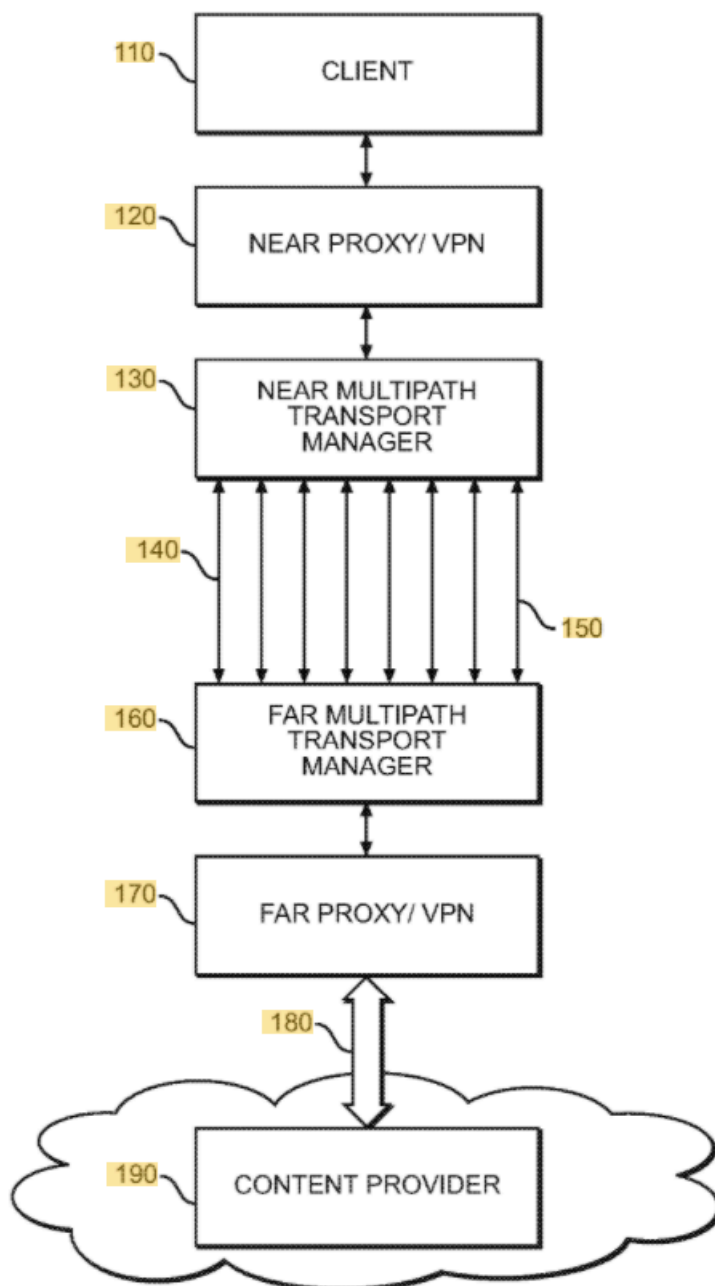 110
CLIENT
120
NEAR PROXY/ VPN
130
NEAR MULTIPATH
TRANSPORT
MANAGER
140
150
160
FAR MULTIPATH
TRANSPORT
MANAGER
170
FAR PROXY/ VPN
180
190
CONTENT PROVIDER